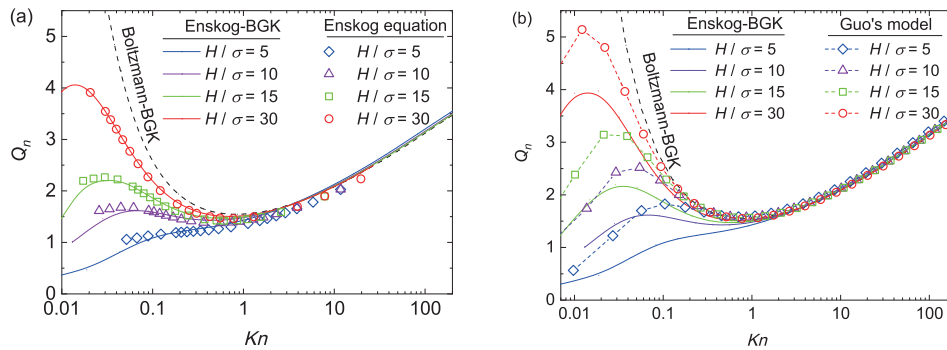 (a)
Enskog-BGK Enskog equation
H / σ = 5 H / σ = 5
H / σ = 10 H / σ = 10
H / σ = 15 H / σ = 15
H / σ = 30 H / σ = 30
Boltzmann-BGK
Qn
5
4
3
2
1
0
0.01 0.1 1 10 100
Kn
(b)
Enskog-BGK Guo's model
H / σ = 5 H / σ = 5
H / σ = 10 H / σ = 10
H / σ = 15 H / σ = 15
H / σ = 30 H / σ = 30
Boltzmann-BGK
Qn
5
4
3
2
1
0
0.01 0.1 1 10 100
Kn